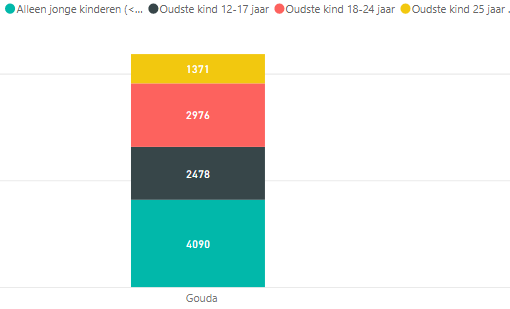 Alleen jonge kinderen (<... Oudste kind 12-17 jaar Oudste kind 18-24 jaar Oudste kind 25 jaar .
1371
2976
2478
4090
Gouda